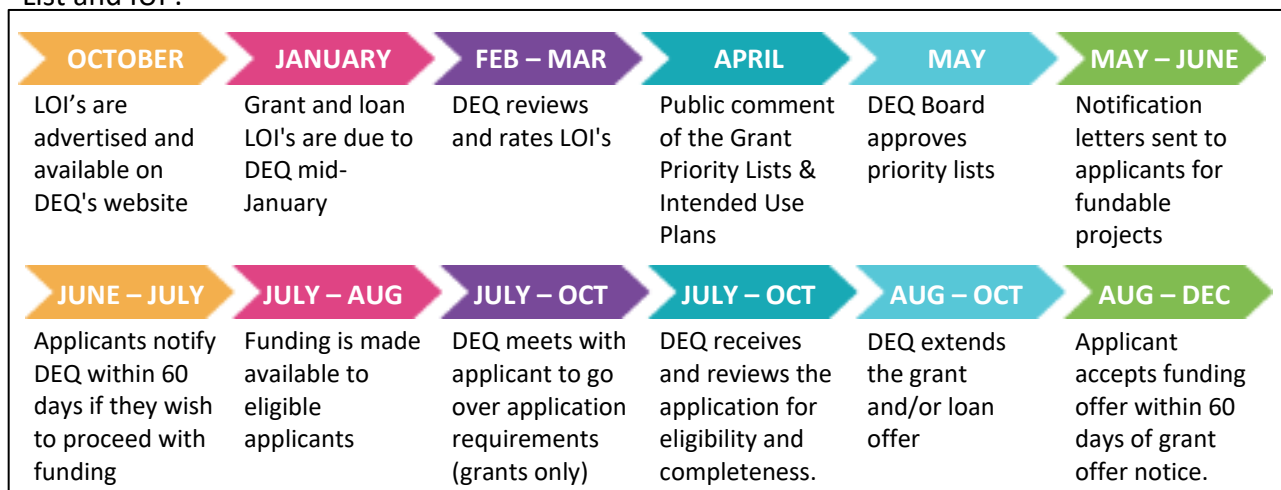 List and IUP?
OCTOBER
LOI’s are
advertised and
available on
DEQ's website
JANUARY
Grant and loan
LOI's are due to
DEQ mid-
January
FEB – MAR
DEQ reviews
and rates LOI's
APRIL
Public comment
of the Grant
Priority Lists &
Intended Use
Plans
MAY
DEQ Board
approves
priority lists
MAY – JUNE
Notification
letters sent to
applicants for
fundable
projects
JUNE – JULY
Applicants notify
DEQ within 60
days if they wish
to proceed with
funding
JULY – AUG
Funding is made
available to
eligible
applicants
JULY – OCT
DEQ meets with
applicant to go
over application
requirements
(grants only)
JULY – OCT
DEQ receives
and reviews the
application for
eligibility and
completeness.
AUG – OCT
DEQ extends
the grant
and/or loan
offer
AUG – DEC
Applicant
accepts funding
offer within 60
days of grant
offer notice.